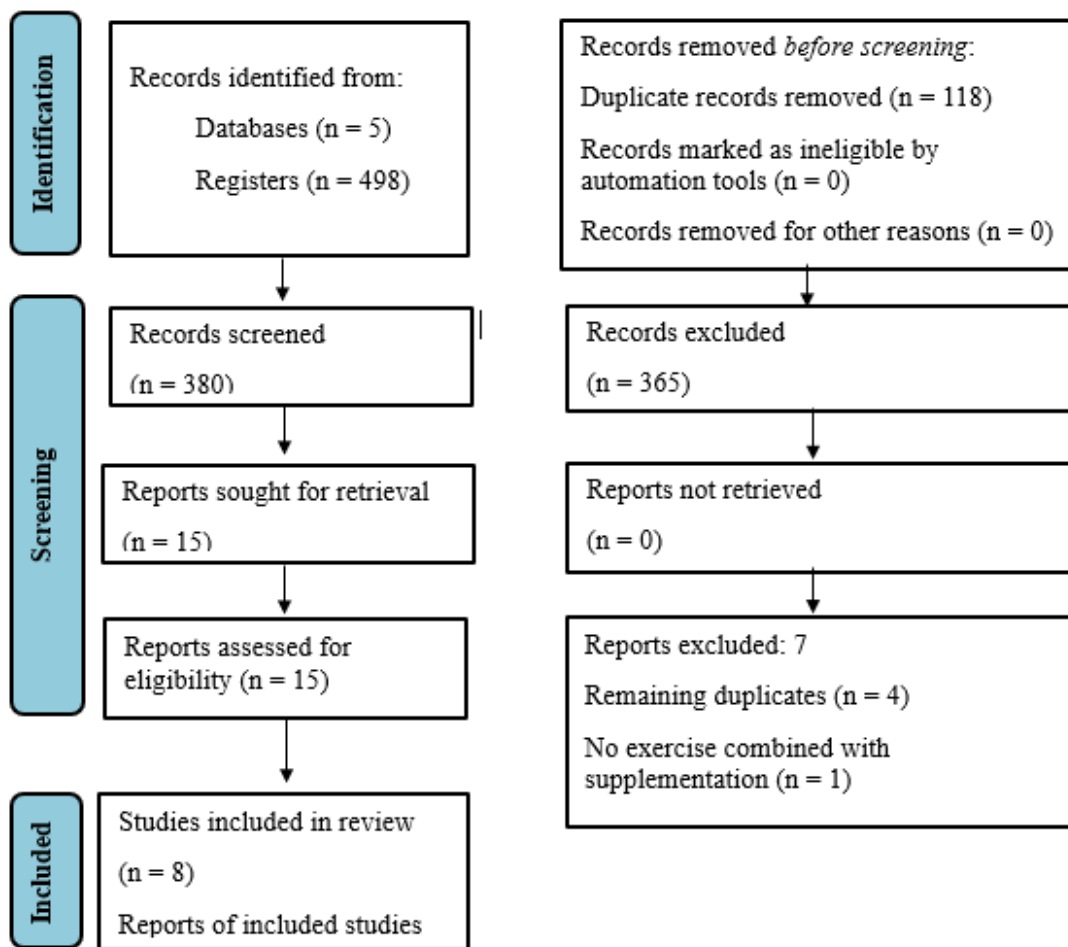 Identification
Records identified from:
Databases (n = 5)
Registers (n = 498)
Records removed before screening:
Duplicate records removed (n = 118)
Records marked as ineligible by
automation tools (n = 0)
Records removed for other reasons (n = 0)
Screening
Records screened
(n = 380)
Records excluded
(n = 365)
Reports sought for retrieval
(n = 15)
Reports not retrieved
(n = 0)
Reports assessed for
eligibility (n = 15)
Reports excluded: 7
Remaining duplicates (n = 4)
No exercise combined with
supplementation (n = 1)
Included
Studies included in review
(n = 8)
Reports of included studies